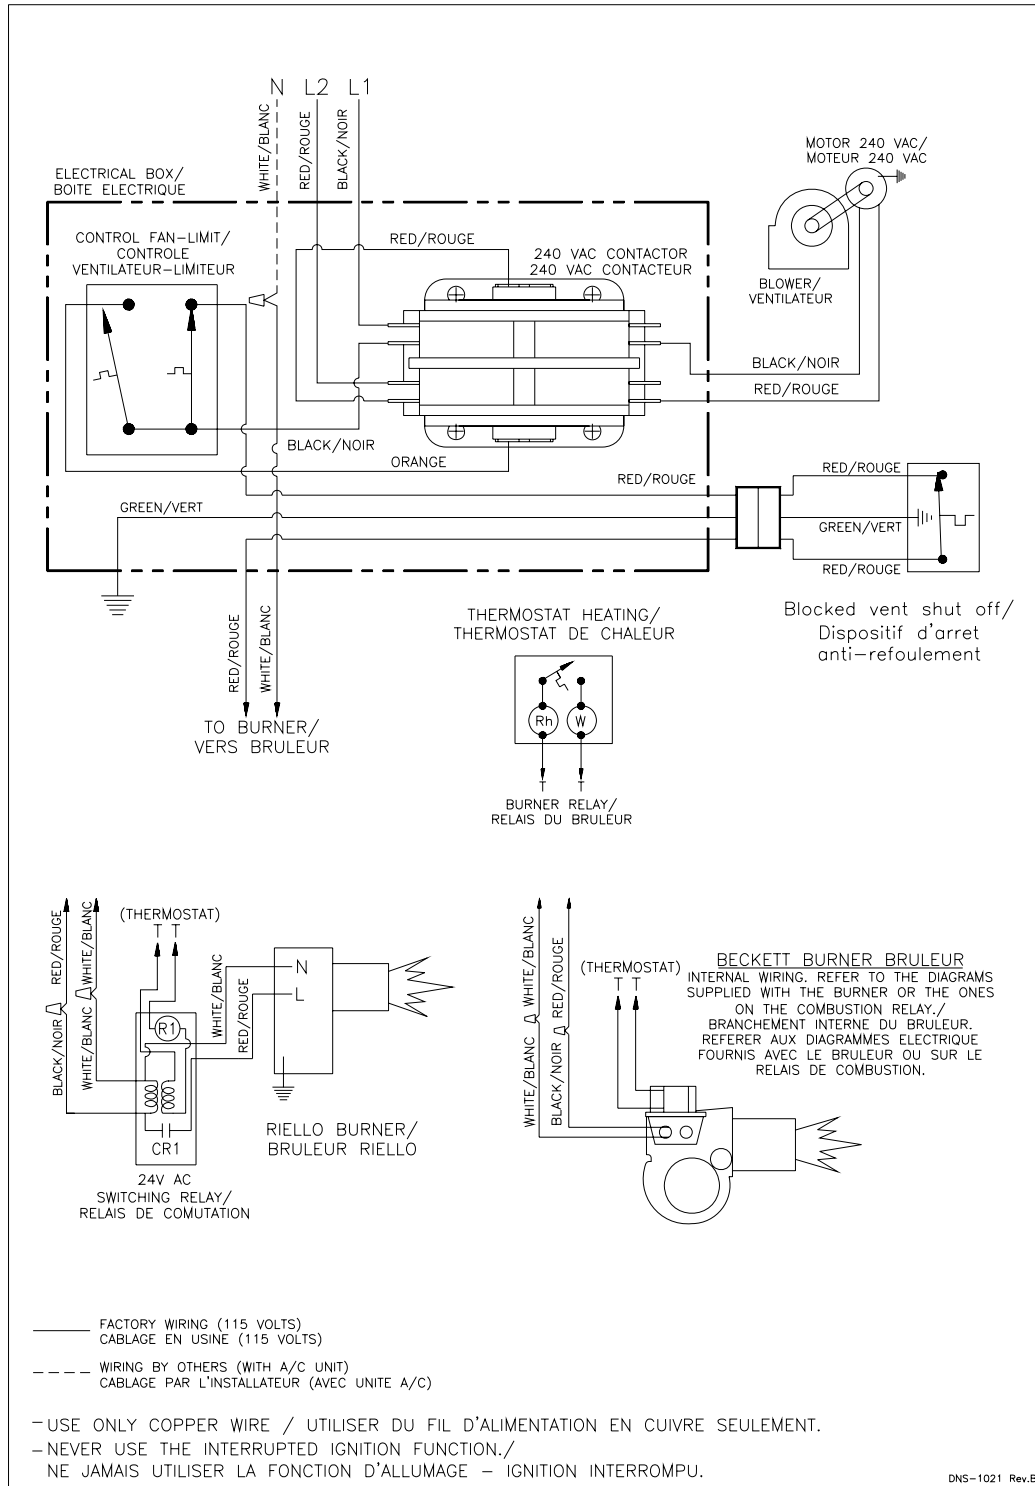 N L2 L1
WHITE/BLANC
RED/ROUGE
BLACK/NOIR
MOTOR 240 VAC/
MOTEUR 240 VAC
ELECTRICAL BOX/
BOITE ELECTRIQUE
CONTROL FAN-LIMIT/
CONTROLE
VENTILATEUR-LIMITEUR
RED/ROUGE
240 VAC CONTACTOR
240 VAC CONTACTEUR
BLOWER/
VENTILATEUR
BLACK/NOIR
RED/ROUGE
BLACK/NOIR
ORANGE
RED/ROUGE
RED/ROUGE
GREEN/VERT
GREEN/VERT
RED/ROUGE
Blocked vent shut off/
Dispositif d'arret
anti-refoulement
RED/ROUGE
WHITE/BLANC
TO BURNER/
VERS BRULEUR
THERMOSTAT HEATING/
THERMOSTAT DE CHALEUR
Rh W
T T
BURNER RELAY/
RELAIS DU BRULEUR
BLACK/NOIR RED/ROUGE
WHITE/BLANC WHITE/BLANC
(THERMOSTAT)
T T
R1
WHITE/BLANC
RED/ROUGE
N
L
CR1
24V AC
SWITCHING RELAY/
RELAIS DE COMUTATION
RIELLO BURNER/
BRULEUR RIELLO
WHITE/BLANC WHITE/BLANC
BLACK/NOIR RED/ROUGE
(THERMOSTAT)
T T
BECKETT BURNER BRULEUR
INTERNAL WIRING. REFER TO THE DIAGRAMS
SUPPLIED WITH THE BURNER OR THE ONES
ON THE COMBUSTION RELAY./
BRANCHEMENT INTERNE DU BRULEUR.
REFERER AUX DIAGRAMMES ELECTRIQUE
FOURNIS AVEC LE BRULEUR OU SUR LE
RELAIS DE COMBUSTION.
FACTORY WIRING (115 VOLTS)
CABLAGE EN USINE (115 VOLTS)
WIRING BY OTHERS (WITH A/C UNIT)
CABLAGE PAR L'INSTALLATEUR (AVEC UNITE A/C)
- USE ONLY COPPER WIRE / UTILISER DU FIL D'ALIMENTATION EN CUIVRE SEULEMENT.
- NEVER USE THE INTERRUPTED IGNITION FUNCTION./
NE JAMAIS UTILISER LA FONCTION D'ALLUMAGE - IGNITION INTERROMPU.
DNS-1021 Rev.B